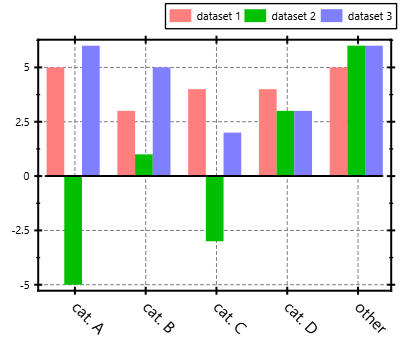 dataset 1 dataset 2 dataset 3
5
2.5
0
-2.5
-5
cat. A cat. B cat. C cat. D other